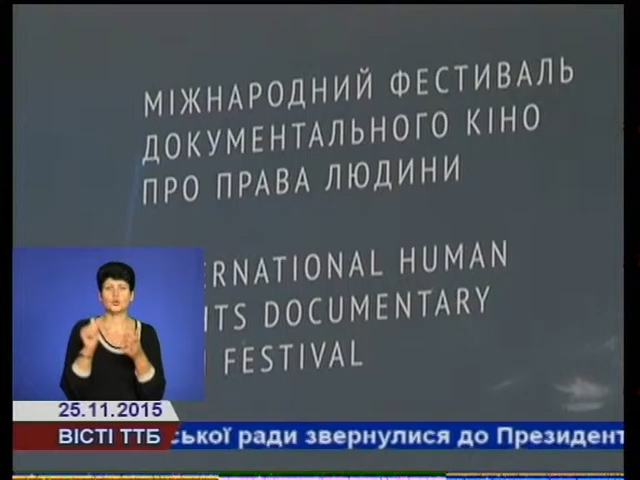 МІЖНАРОДНИЙ ФЕСТИВАЛЬ
ДОКУМЕНТАЛЬНОГО КІНО
ПРО ПРАВА ЛЮДИНИ
ERNATIONAL HUMAN
TS DOCUMENTARY
FESTIVAL
25.11.2015
ВІСТІ ТТБ
ської ради звернулися до Президент